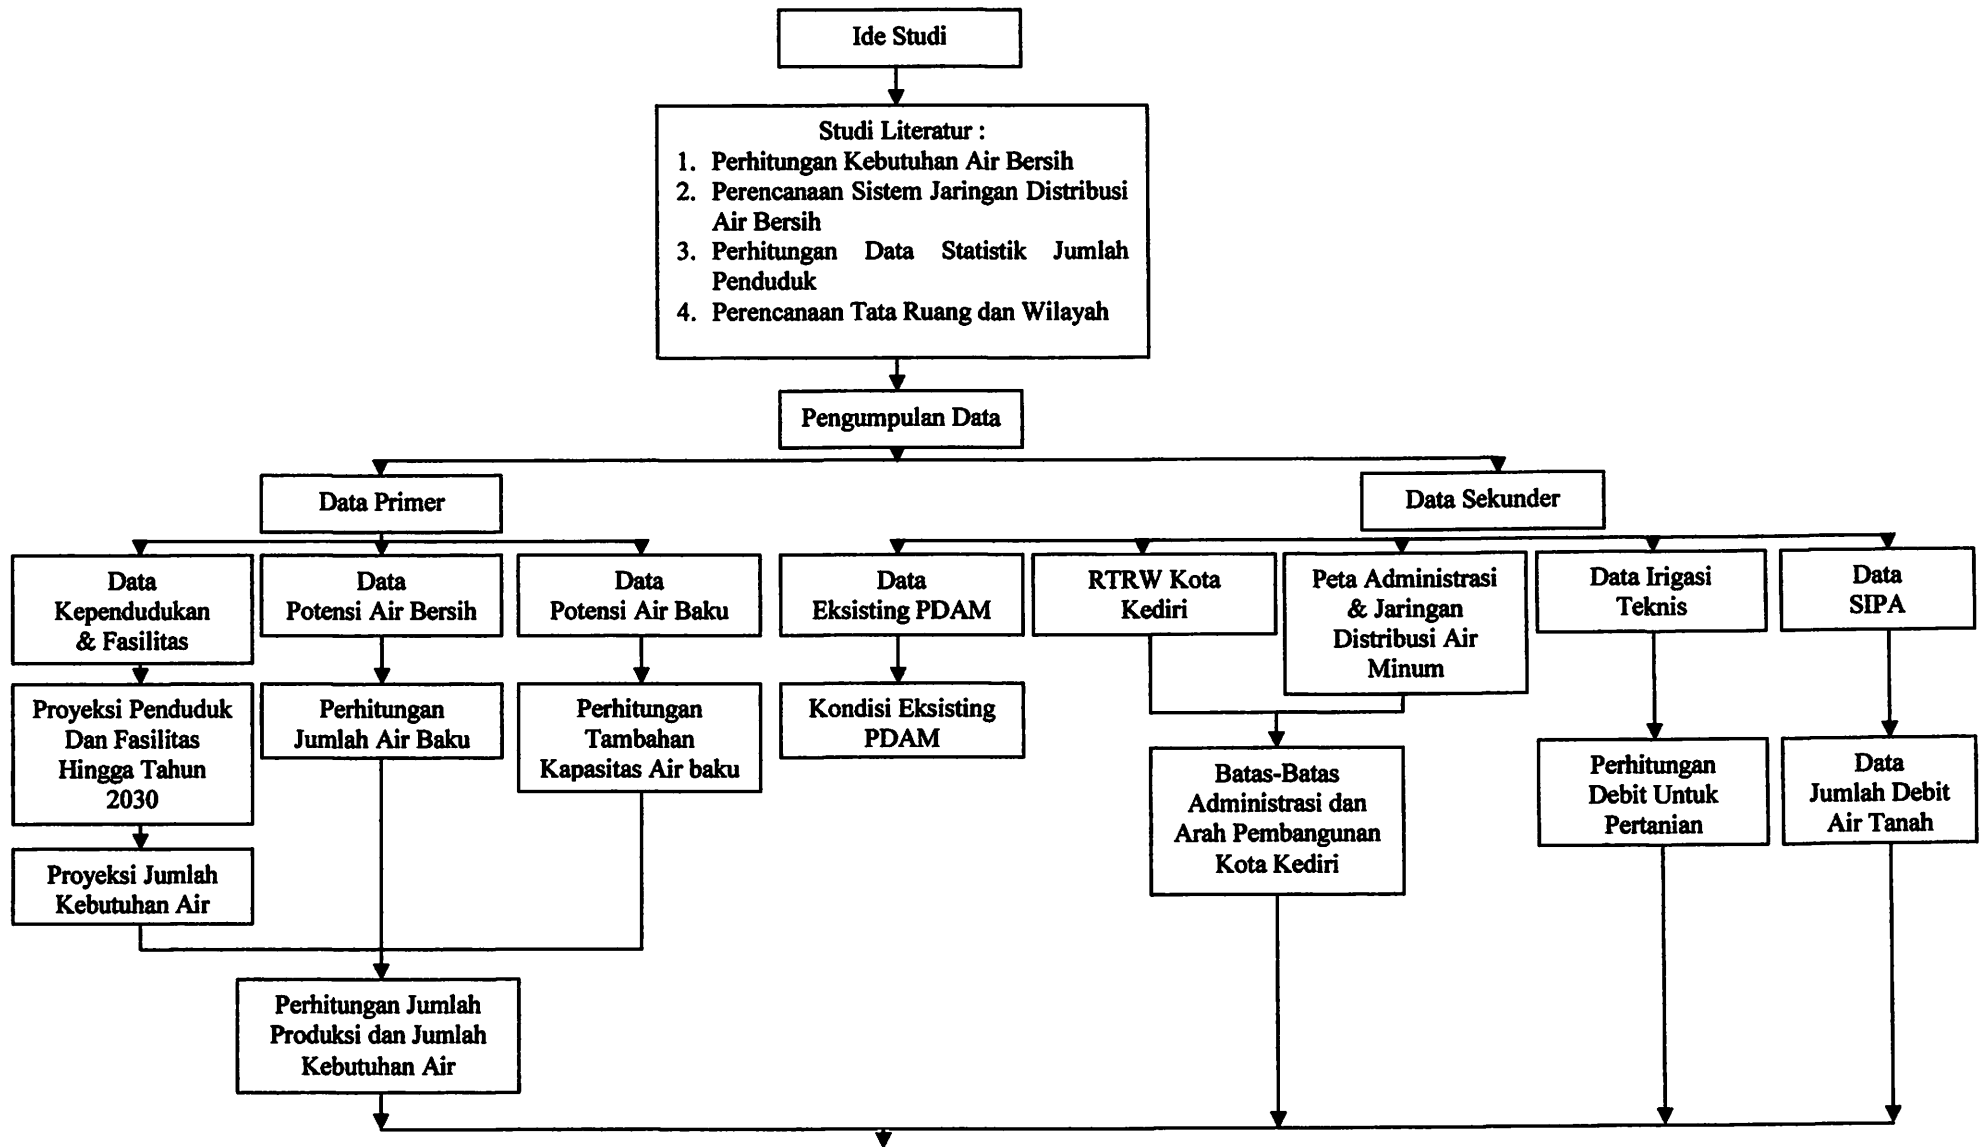 Ide Studi
Studi Literatur :
1. Perhitungan Kebutuhan Air Bersih
2. Perencanaan Sistem Jaringan Distribusi
Air Bersih
3. Perhitungan Data Statistik Jumlah
Penduduk
4. Perencanaan Tata Ruang dan Wilayah
Pengumpulan Data
Data Primer
Data Sekunder
Data
Kependudukan
& Fasilitas
Data
Potensi Air Bersih
Data
Potensi Air Baku
Data
Eksisting PDAM
RTRW Kota
Kediri
Peta Administrasi
& Jaringan
Distribusi Air
Minum
Data Irigasi
Teknis
Data
SIPA
Proyeksi Penduduk
Dan Fasilitas
Hingga Tahun
2030
Perhitungan
Jumlah Air Baku
Perhitungan
Tambahan
Kapasitas Air baku
Kondisi Eksisting
PDAM
Batas-Batas
Administrasi dan
Arah Pembangunan
Kota Kediri
Perhitungan
Debit Untuk
Pertanian
Data
Jumlah Debit
Air Tanah
Proyeksi Jumlah
Kebutuhan Air
Perhitungan Jumlah
Produksi dan Jumlah
Kebutuhan Air